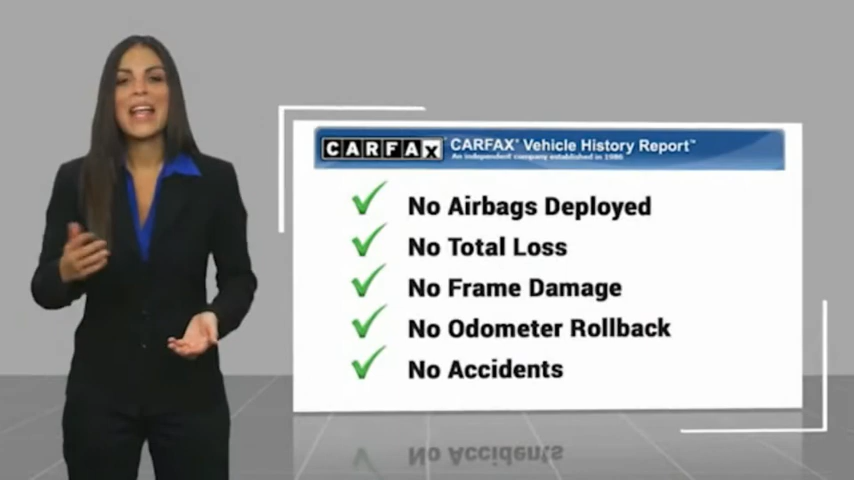 CARFAX CARFAX® Vehicle History Report™
An independent company established in 1986
No Airbags Deployed
No Total Loss
No Frame Damage
No Odometer Rollback
No Accidents
No Accidents